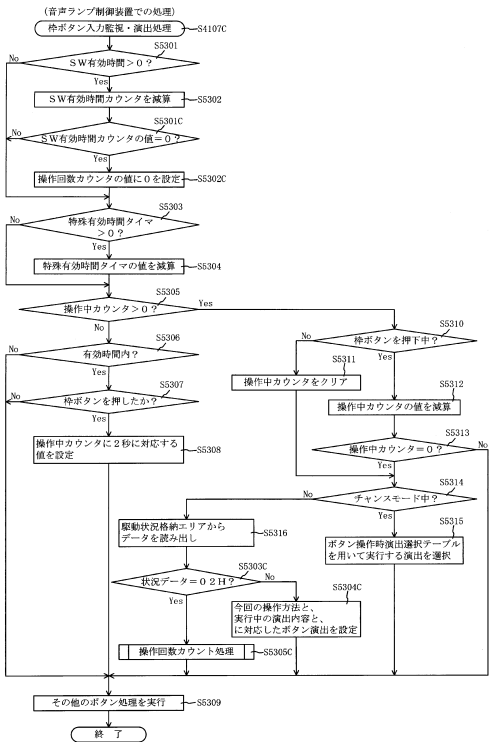 (音声ランプ制御装置での処理)
枠ボタン入力監視・演出処理
S4107C
S5301
SW有効時間>0?
No
Yes
SW有効時間カウンタを減算
S5302
S5301C
SW有効時間カウンタの値=0?
No
Yes
操作回数カウンタの値に0を設定
S5302C
S5303
特殊有効時間タイマ
>0?
No
Yes
特殊有効時間タイマの値を減算
S5304
S5305
操作中カウンタ>0?
Yes
No
S5306
有効時間内?
No
Yes
S5307
枠ボタンを押したか?
No
Yes
操作中カウンタに2秒に対応する
値を設定
S5308
S5310
枠ボタンを押下中?
No
Yes
S5311
操作中カウンタをクリア
S5312
操作中カウンタの値を減算
S5313
操作中カウンタ=0?
No
Yes
S5314
チャンスモード中?
No
Yes
S5315
ボタン操作時演出選択テーブル
を用いて実行する演出を選択
駆動状況格納エリアから
データを読み出し
S5316
S5303C
状況データ=02H?
No
Yes
S5304C
今回の操作方法と、
実行中の演出内容と、
に対応したボタン演出を設定
操作回数カウント処理
S5305C
その他のボタン処理を実行
S5309
終 了